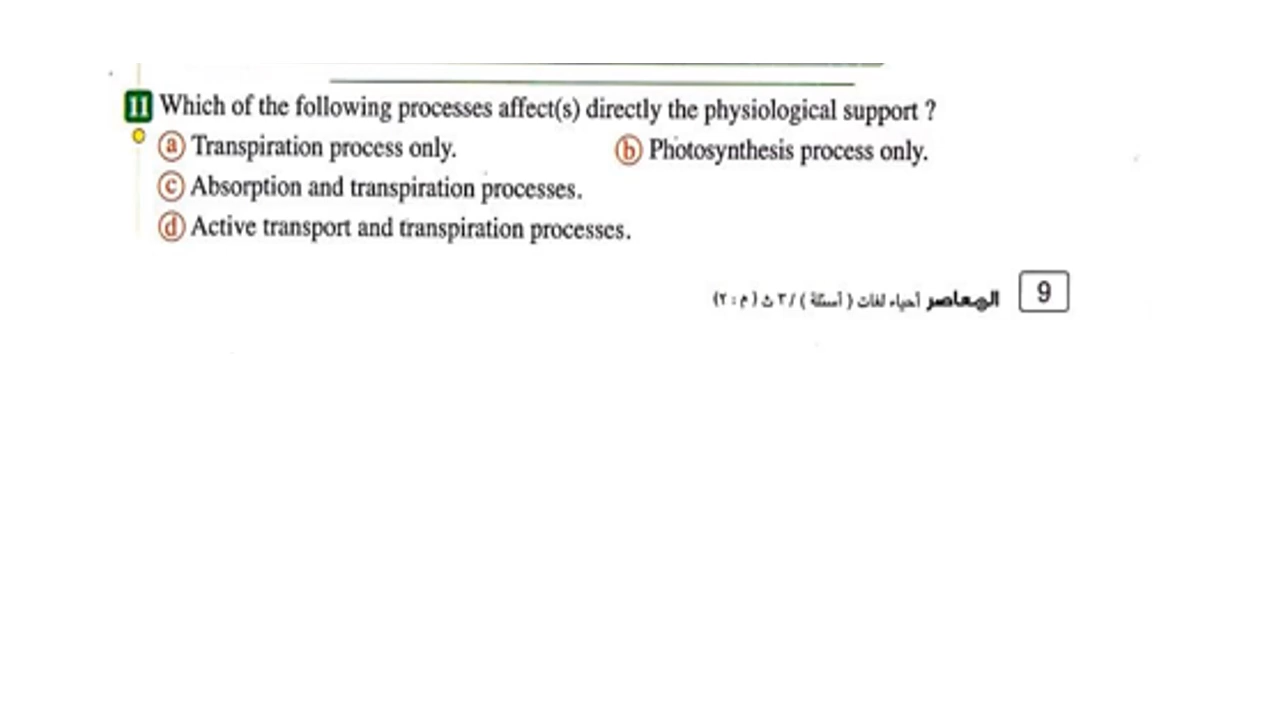 11 Which of the following processes affect(s) directly the physiological support ?
a Transpiration process only. b Photosynthesis process only.
c Absorption and transpiration processes.
d Active transport and transpiration processes.
المعاصر أحياء لغات ( أسئلة ) / ٣ ث ( م : ٢ ) 9